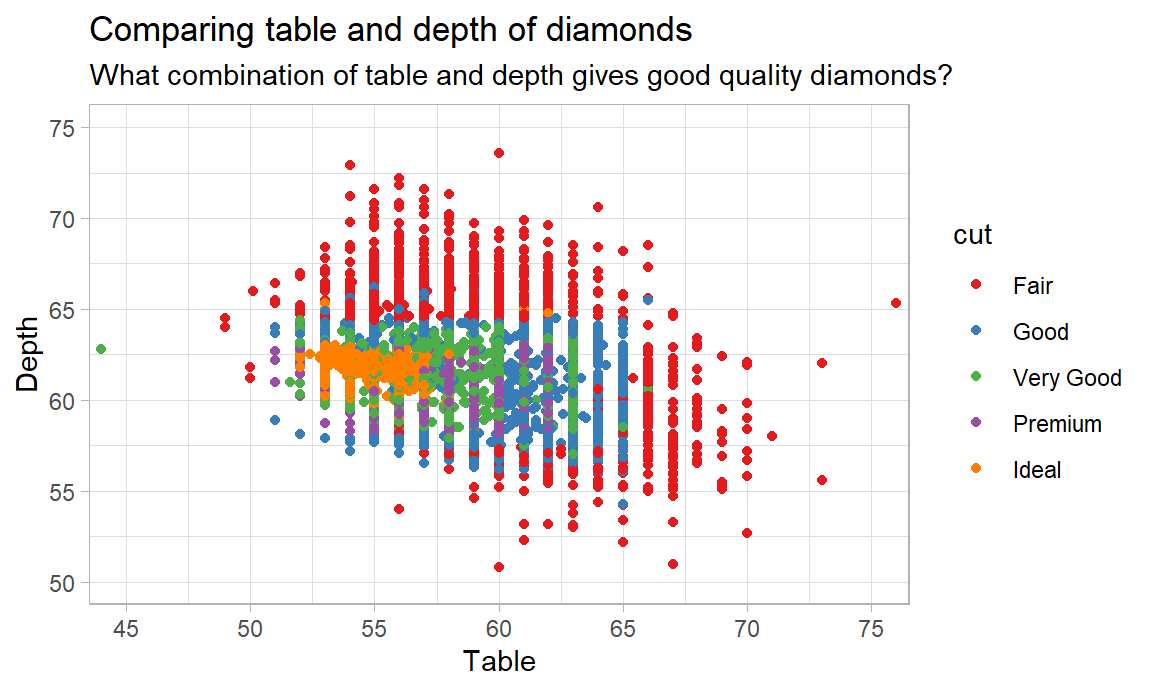 Comparing table and depth of diamonds
What combination of table and depth gives good quality diamonds?
75
70
65
60
55
50
Depth
45 50 55 60 65 70 75
Table
cut
Fair
Good
Very Good
Premium
Ideal